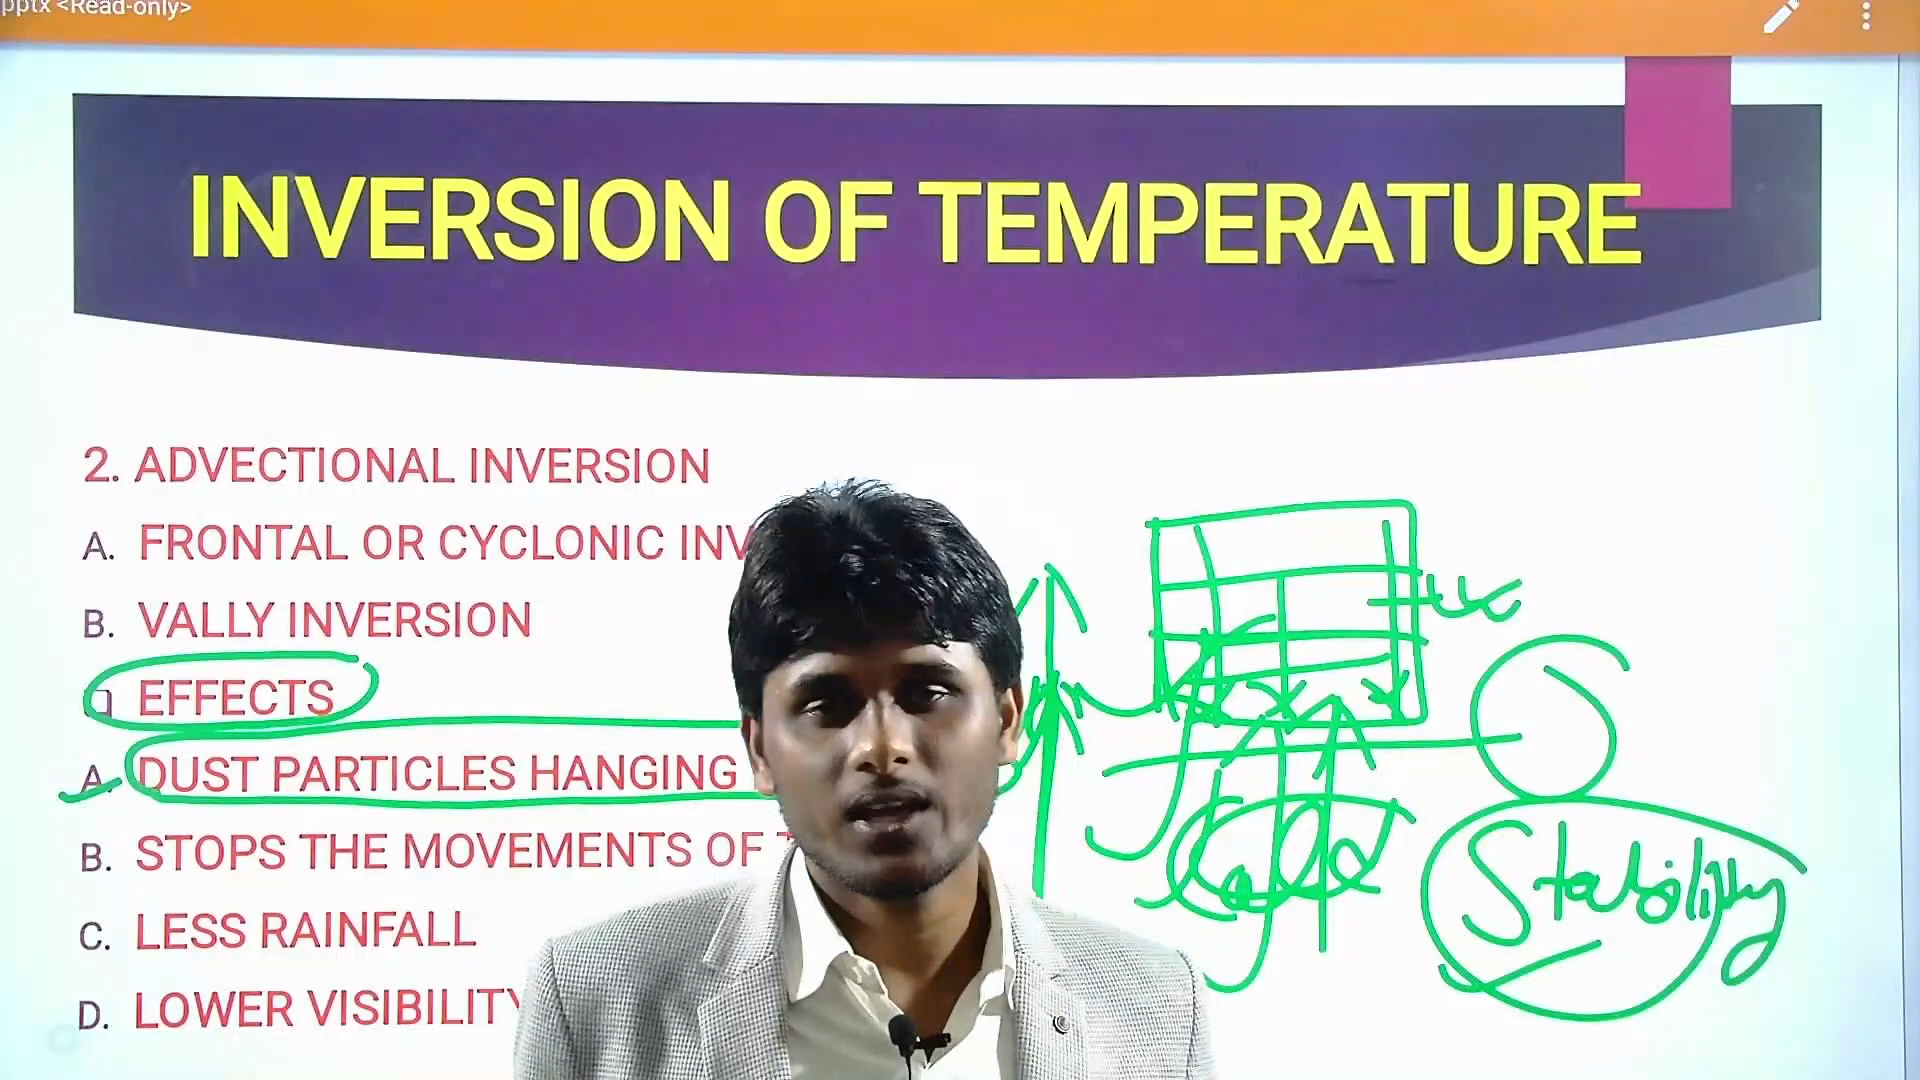 pptx <Read-only>
INVERSION OF TEMPERATURE
2. ADVECTIONAL INVERSION
A. FRONTAL OR CYCLONIC INV
B. VALLY INVERSION
EFFECTS
A. DUST PARTICLES HANGING
B. STOPS THE MOVEMENTS OF
C. LESS RAINFALL
D. LOWER VISIBILITY
Cold
Stability